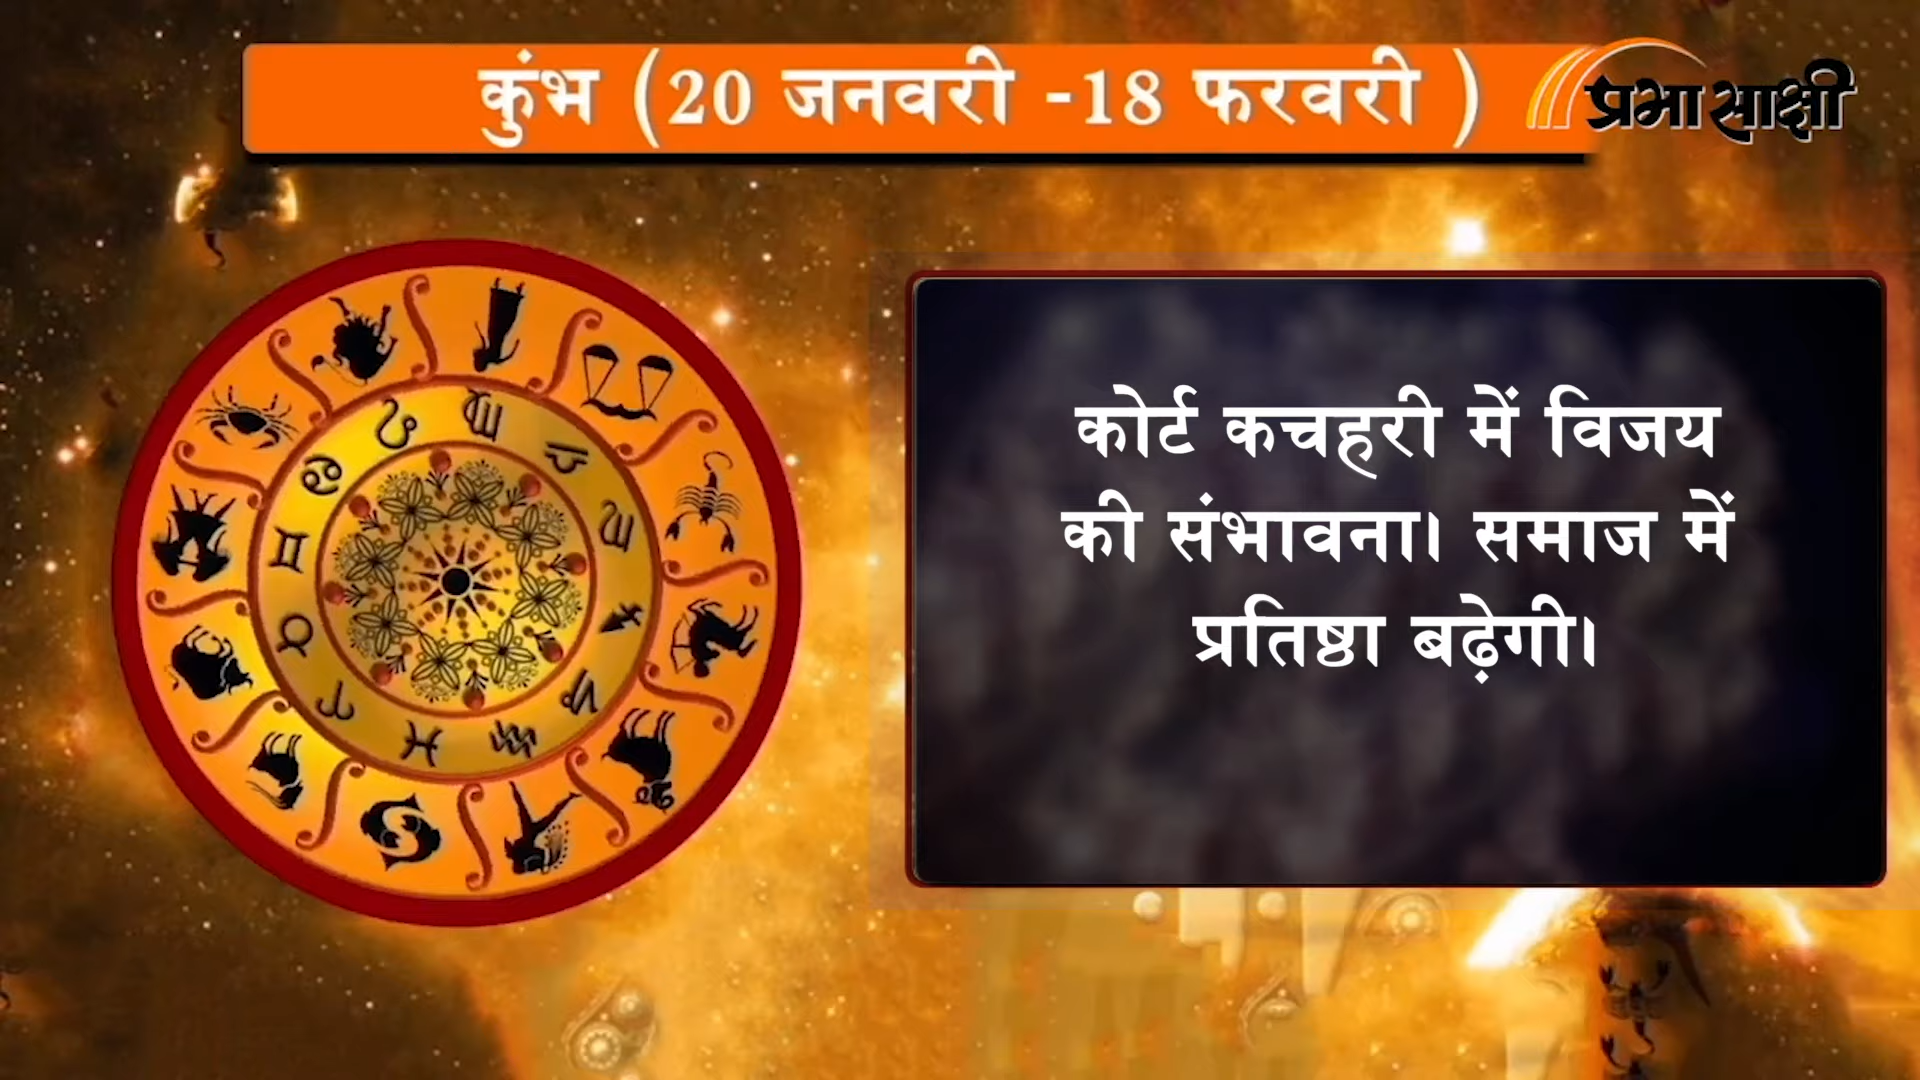 कुंभ (20 जनवरी -18 फरवरी )
प्रभासाक्षी
कोर्ट कचहरी में विजय
की संभावना। समाज में
प्रतिष्ठा बढ़ेगी।